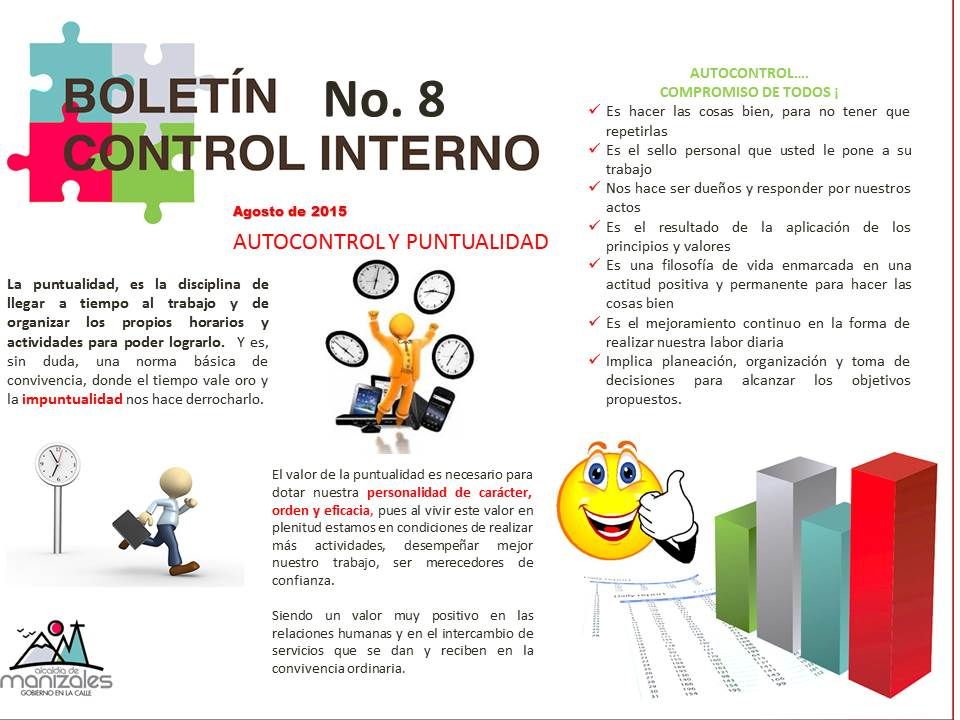 BOLETÍN No. 8
CONTROL INTERNO
Agosto de 2015
AUTOCONTROL Y PUNTUALIDAD
La puntualidad, es la disciplina de
llegar a tiempo al trabajo y de
organizar los propios horarios y
actividades para poder lograrlo. Y es,
sin duda, una norma básica de
convivencia, donde el tiempo vale oro y
la impuntualidad nos hace derrocharlo.
El valor de la puntualidad es necesario para
dotar nuestra personalidad de carácter,
orden y eficacia, pues al vivir este valor en
plenitud estamos en condiciones de realizar
más actividades, desempeñar mejor
nuestro trabajo, ser merecedores de
confianza.
Siendo un valor muy positivo en las
relaciones humanas y en el intercambio de
servicios que se dan y reciben en la
convivencia ordinaria.
alcaldía de
manizales
GOBIERNO EN LA CALLE
AUTOCONTROL....
COMPROMISO DE TODOS ¡
✓ Es hacer las cosas bien, para no tener que
repetirlas
✓ Es el sello personal que usted le pone a su
trabajo
✓ Nos hace ser dueños y responder por nuestros
actos
✓ Es el resultado de la aplicación de los
principios y valores
✓ Es una filosofía de vida enmarcada en una
actitud positiva y permanente para hacer las
cosas bien
✓ Es el mejoramiento continuo en la forma de
realizar nuestra labor diaria
✓ Implica planeación, organización y toma de
decisiones para alcanzar los objetivos
propuestos.
Daily report